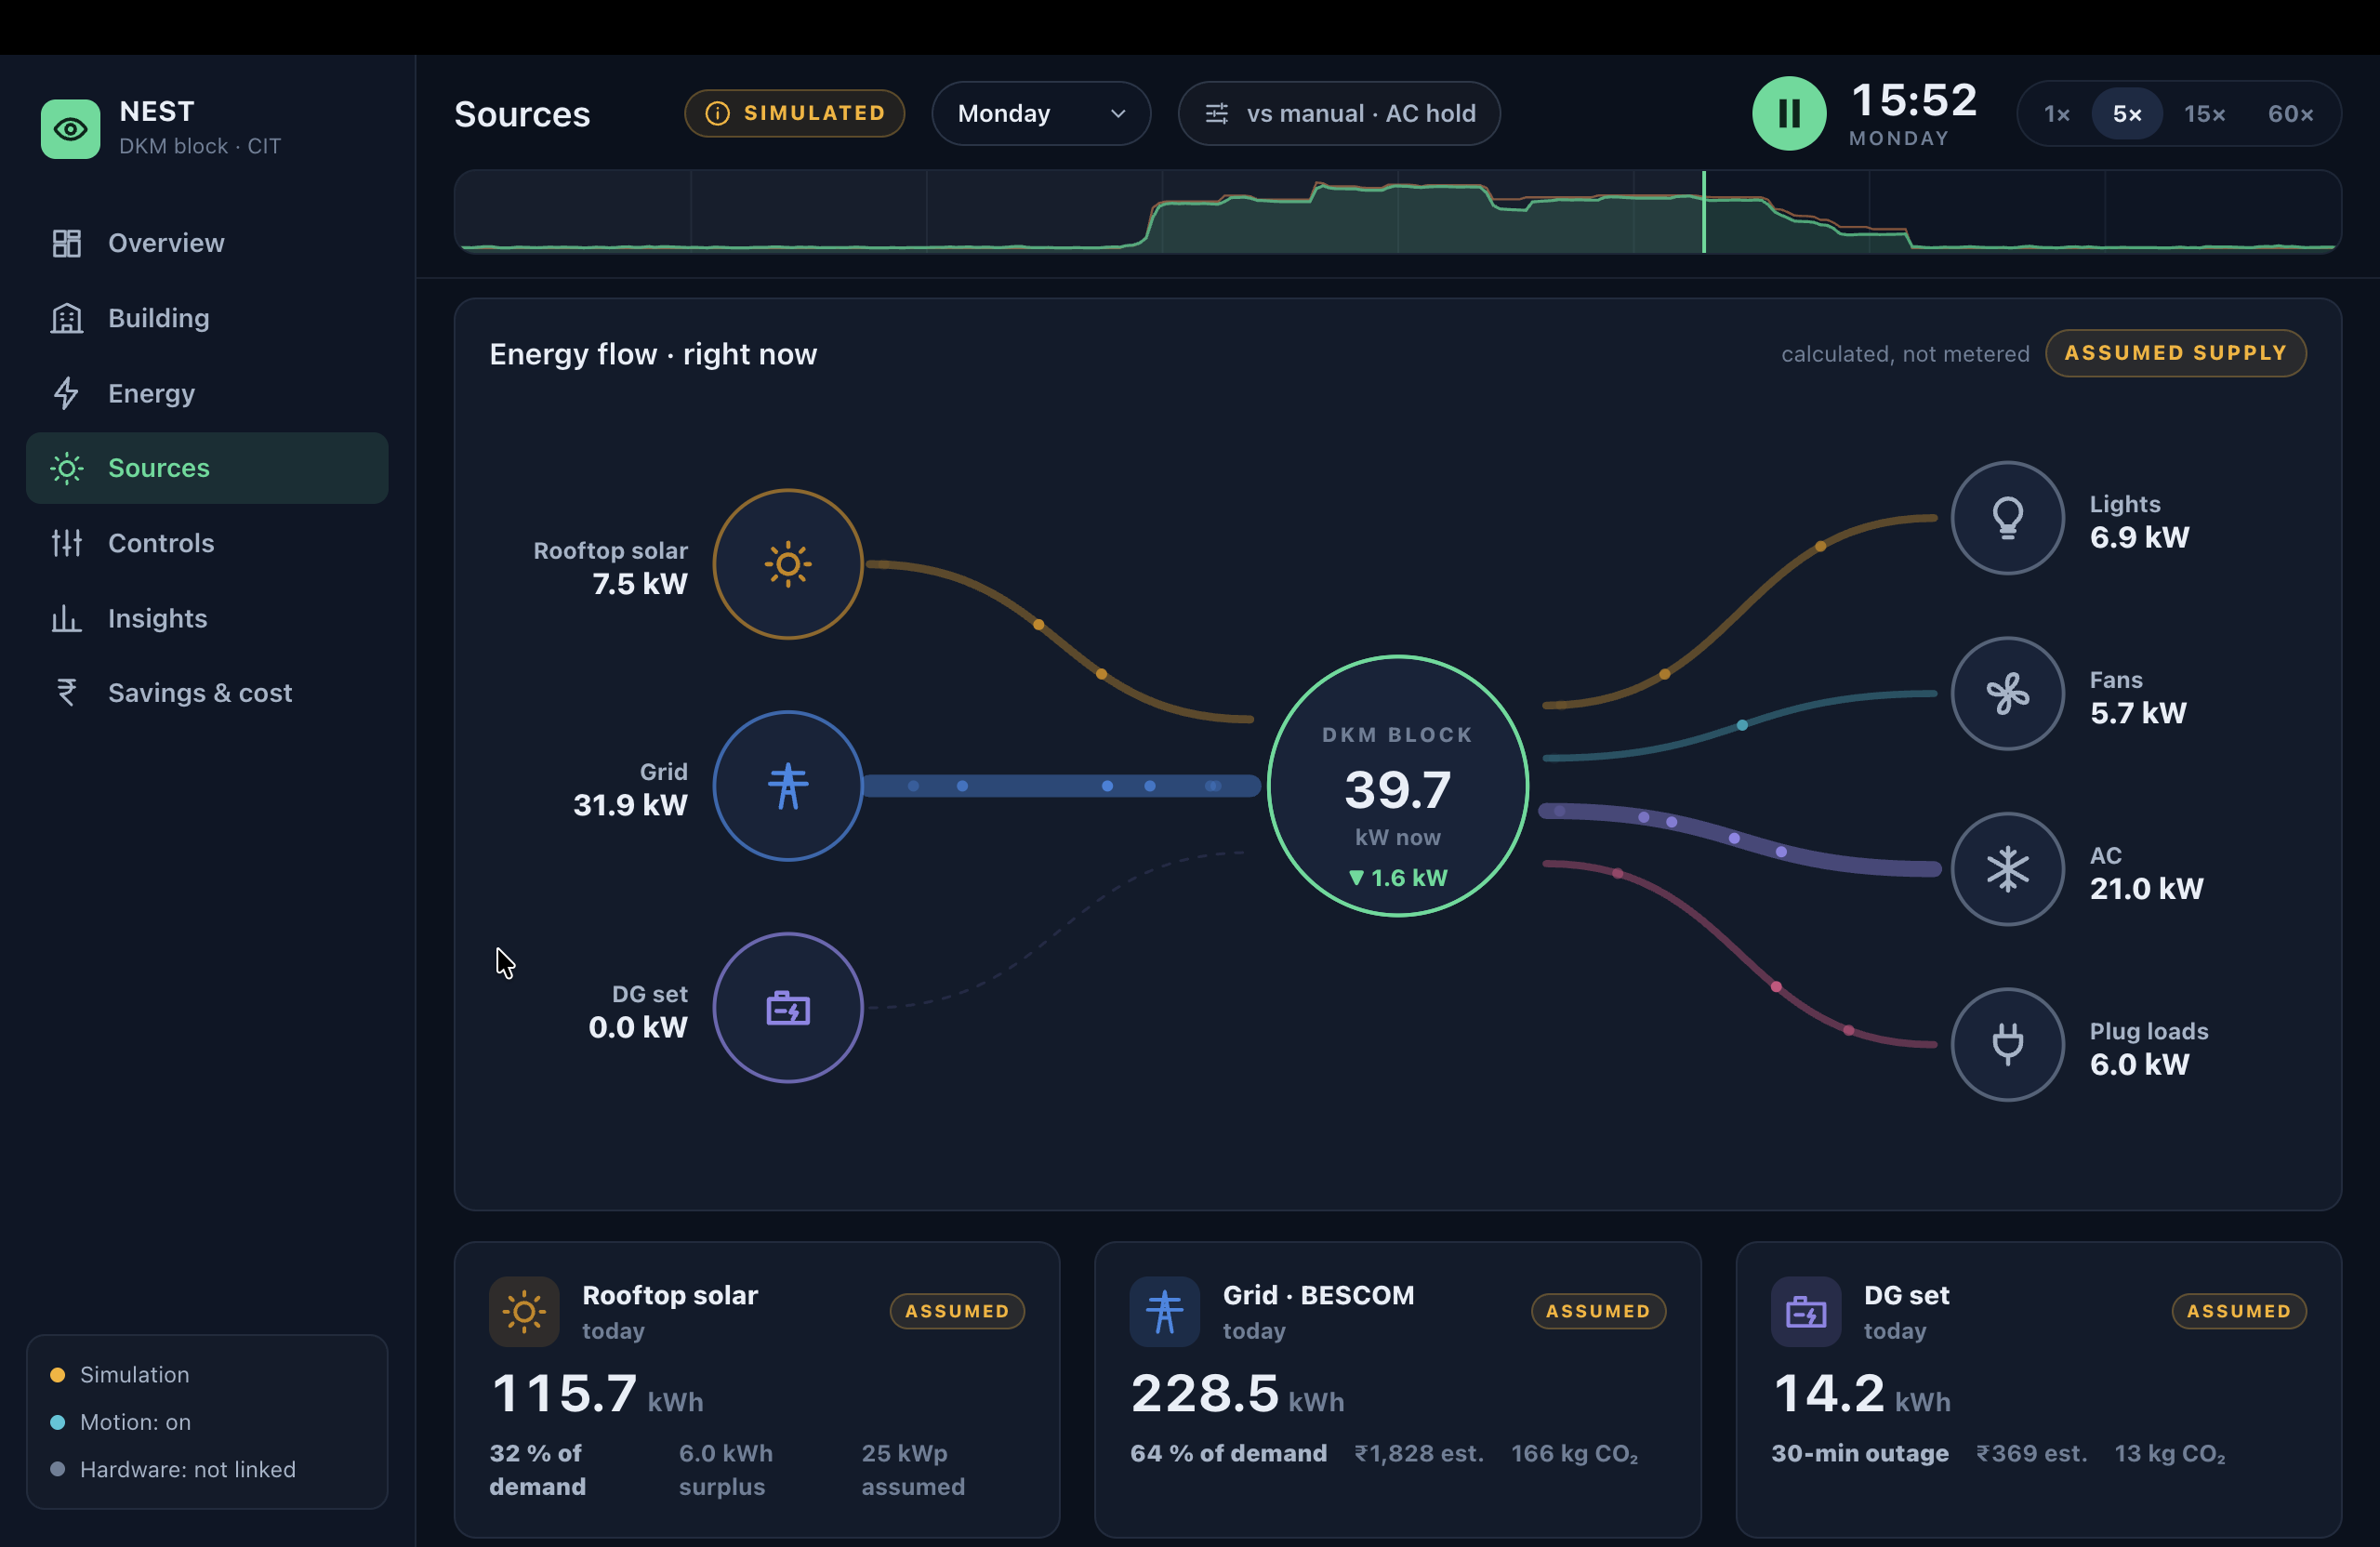 NEST
DKM block · CIT
Overview
Building
Energy
Sources
Controls
Insights
Savings & cost
Simulation
Motion: on
Hardware: not linked
Sources
SIMULATED
Monday
vs manual · AC hold
15:52
MONDAY
1×
5×
15×
60×
Energy flow · right now
calculated, not metered
ASSUMED SUPPLY
Rooftop solar
7.5 kW
Grid
31.9 kW
DG set
0.0 kW
DKM BLOCK
39.7
kW now
▼ 1.6 kW
Lights
6.9 kW
Fans
5.7 kW
AC
21.0 kW
Plug loads
6.0 kW
Rooftop solar
today
ASSUMED
115.7 kWh
32 % of demand
6.0 kWh surplus
25 kWp assumed
Grid · BESCOM
today
ASSUMED
228.5 kWh
64 % of demand
₹1,828 est.
166 kg CO₂
DG set
today
ASSUMED
14.2 kWh
30-min outage
₹369 est.
13 kg CO₂